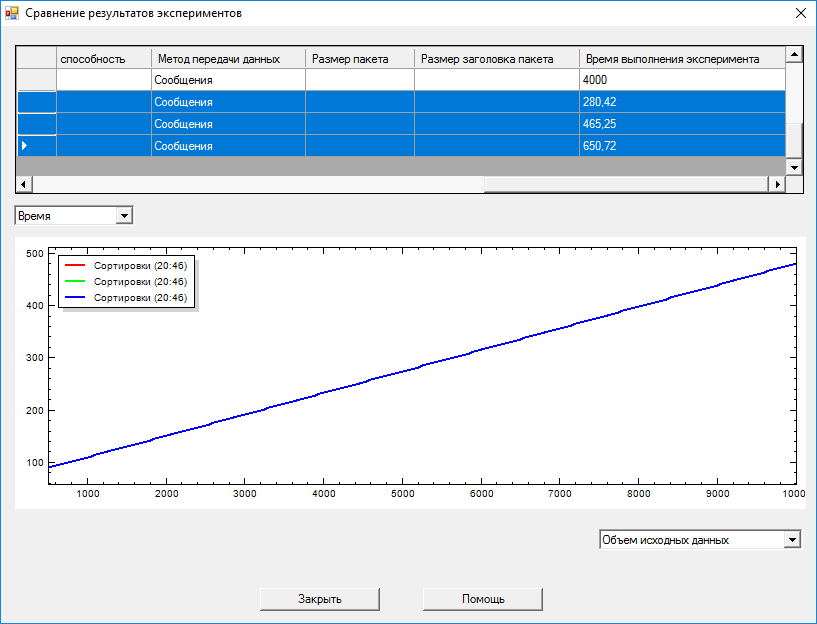 Сравнение результатов экспериментов
способность Метод передачи данных Размер пакета Размер заголовка пакета Время выполнения эксперимента
Сообщения 4000
Сообщения 280,42
Сообщения 465,25
Сообщения 650,72
Время
500
400
300
200
100
Сортировки (20:46)
Сортировки (20:46)
Сортировки (20:46)
1000 2000 3000 4000 5000 6000 7000 8000 9000 1000
Объем исходных данных
Закрыть Помощь